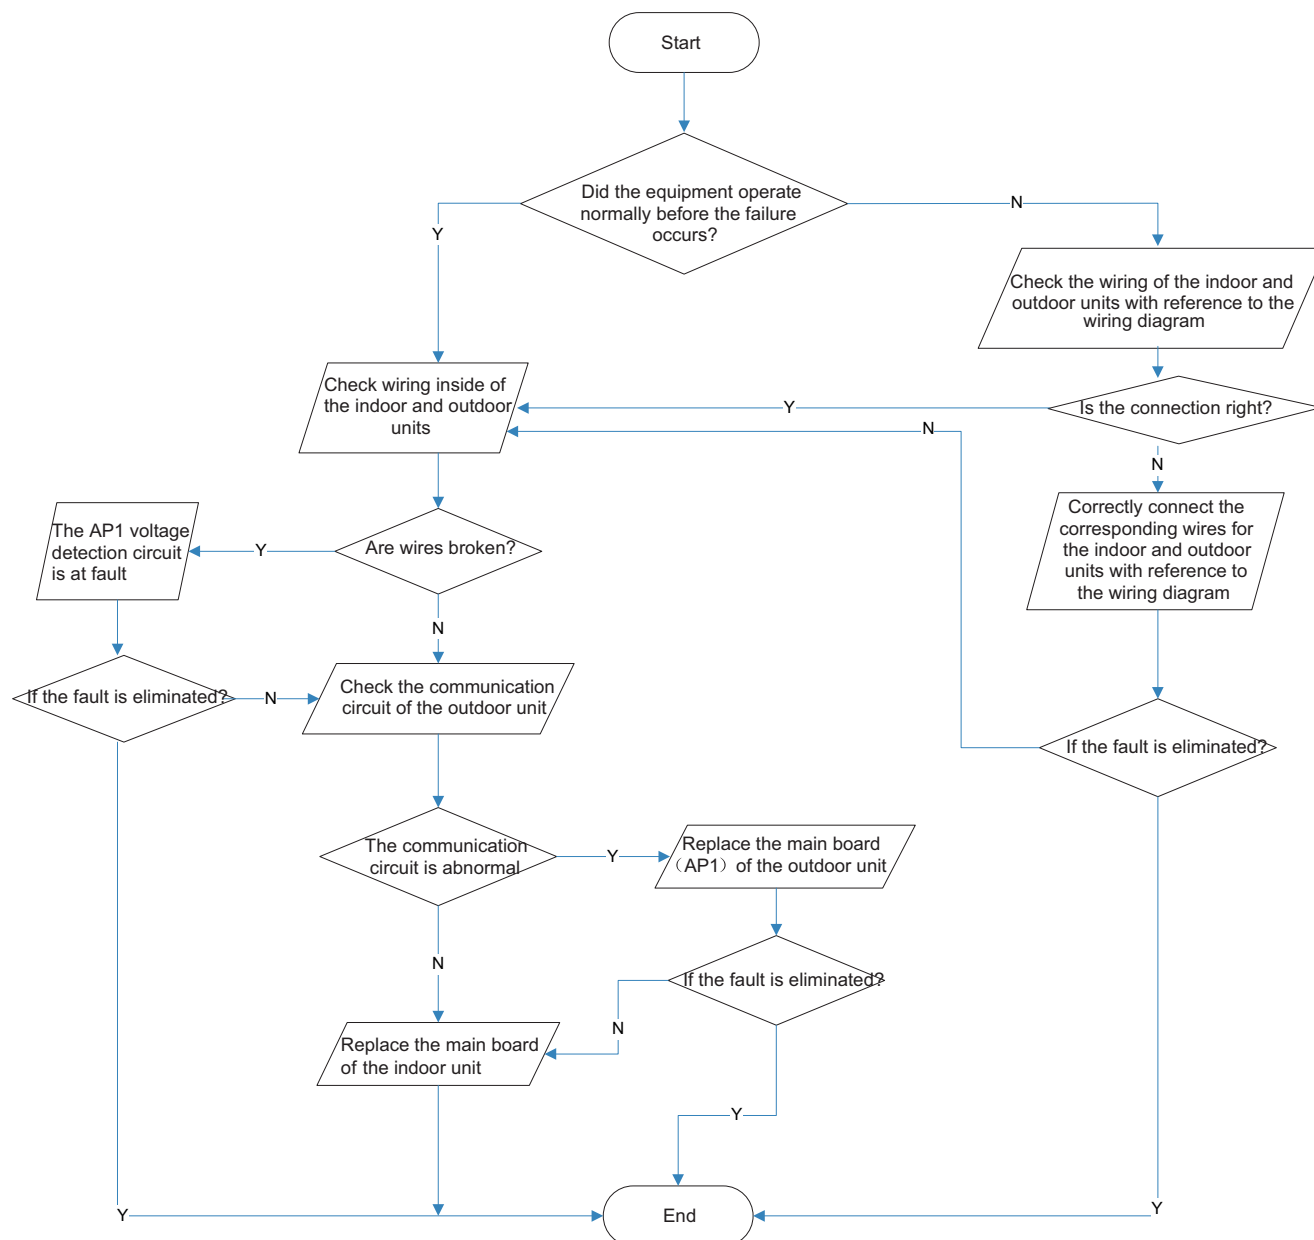 Start
Did the equipment operate
normally before the failure
occurs?
Y
N
Check the wiring of the indoor and
outdoor units with reference to the
wiring diagram
Check wiring inside of
the indoor and outdoor
units
Y
Is the connection right?
N
N
Correctly connect the
corresponding wires for
the indoor and outdoor
units with reference to
the wiring diagram
The AP1 voltage
detection circuit
is at fault
Y
Are wires broken?
N
If the fault is eliminated?
N
Check the communication
circuit of the outdoor unit
If the fault is eliminated?
The communication
circuit is abnormal
Y
Replace the main board
（AP1）of the outdoor unit
N
If the fault is eliminated?
N
Replace the main board
of the indoor unit
Y
Y
End
Y